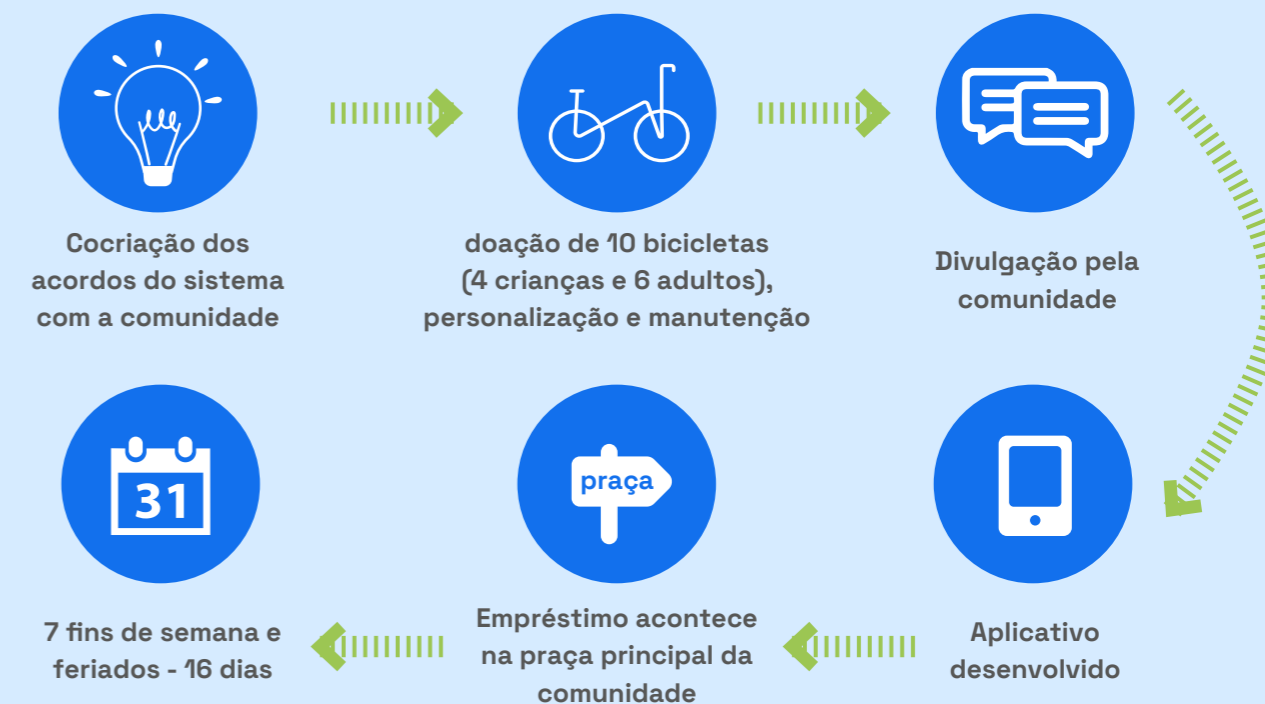 Cocriação dos
acordos do sistema
com a comunidade
doação de 10 bicicletas
(4 crianças e 6 adultos),
personalização e manutenção
Divulgação pela
comunidade
Aplicativo
desenvolvido
praça
Empréstimo acontece
na praça principal da
comunidade
31
7 fins de semana e
feriados - 16 dias